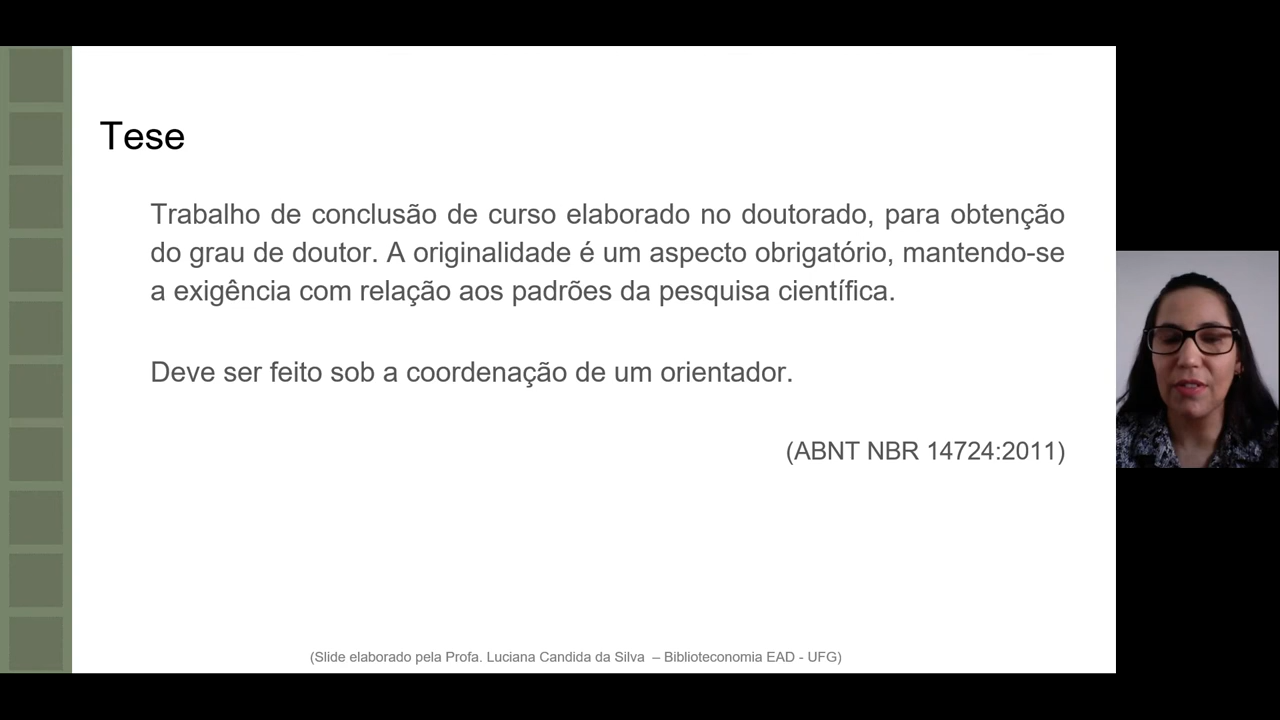 Tese
Trabalho de conclusão de curso elaborado no doutorado, para obtenção
do grau de doutor. A originalidade é um aspecto obrigatório, mantendo-se
a exigência com relação aos padrões da pesquisa científica.
Deve ser feito sob a coordenação de um orientador.
(ABNT NBR 14724:2011)
(Slide elaborado pela Profa. Luciana Candida da Silva – Biblioteconomia EAD - UFG)